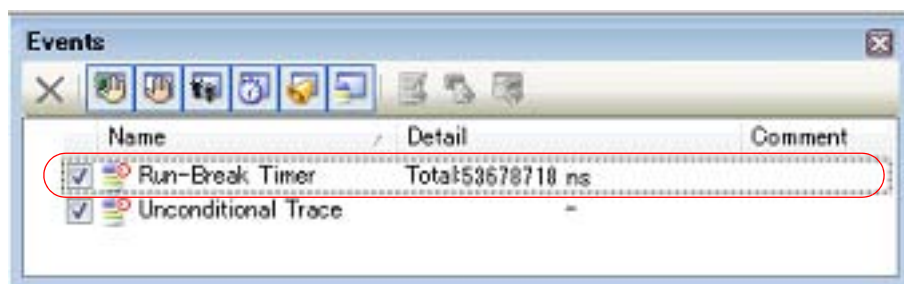 Events
Name Detail Comment
Run-Break Timer Total:53678718 ns
Unconditional Trace -